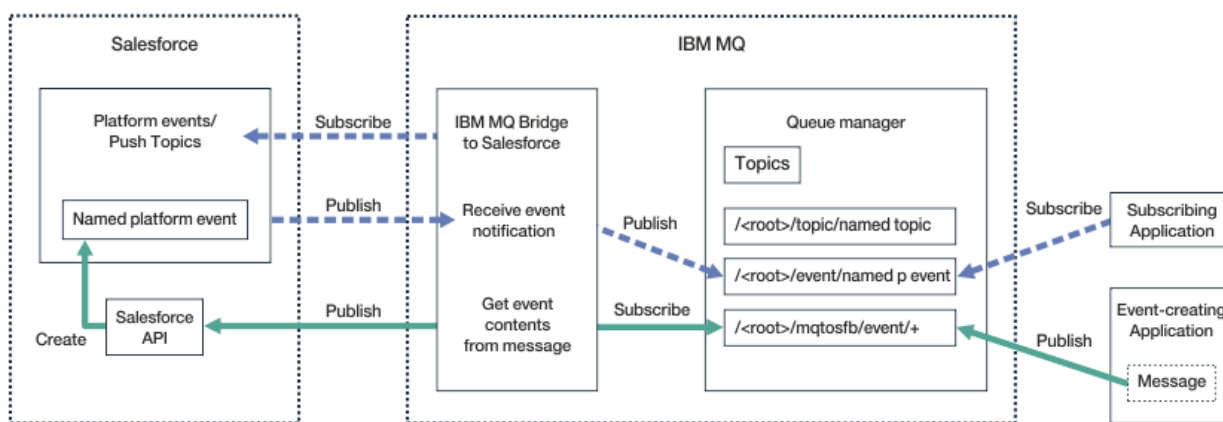 Salesforce
IBM MQ
Platform events/
Push Topics
Subscribe
IBM MQ Bridge
to Salesforce
Queue manager
Topics
Named platform event
Publish
Receive event
notification
Publish
/<root>/topic/named topic
Subscribe
Subscribing
Application
/<root>/event/named p event
Create
Salesforce
API
Publish
Get event
contents
from message
Subscribe
/<root>/mqtosfb/event/+
Publish
Event-creating
Application
Message